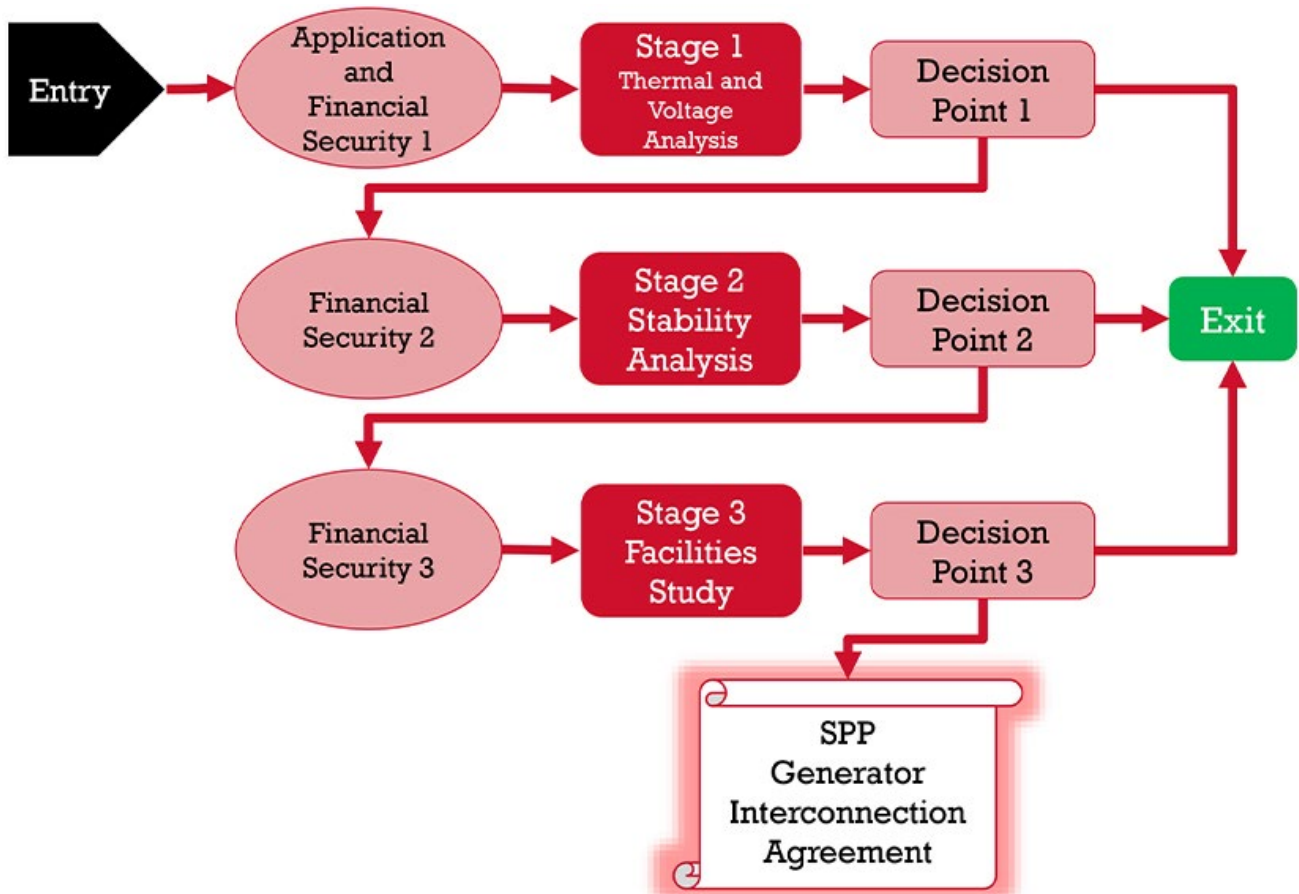 Entry
Application
and
Financial
Security 1
Stage 1
Thermal and
Voltage
Analysis
Decision
Point 1
Financial
Security 2
Stage 2
Stability
Analysis
Decision
Point 2
Exit
Financial
Security 3
Stage 3
Facilities
Study
Decision
Point 3
SPP
Generator
Interconnection
Agreement